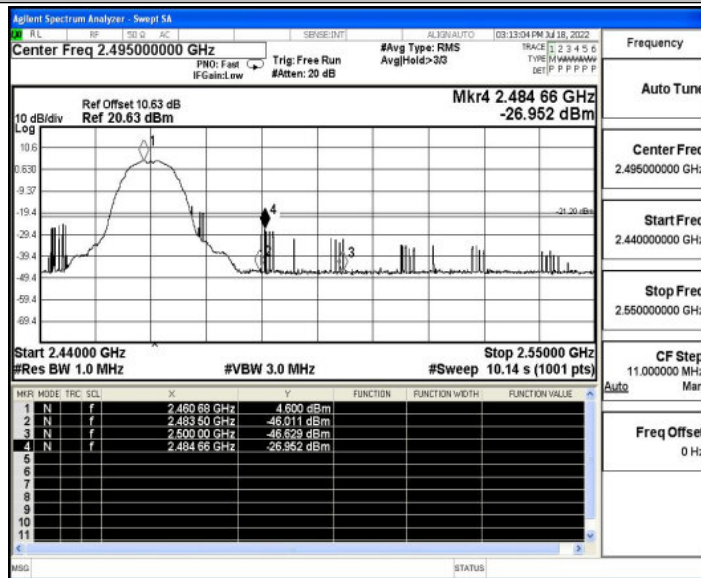 Agilent Spectrum Analyzer - Swept SA
RL RF 50 Ω AC SENSE:INT ALIGNAUTO 03:13:04 PM Jul 18, 2022
Center Freq 2.495000000 GHz
PNO: Fast
IFGain:Low
Trig: Free Run
#Atten: 20 dB
#Avg Type: RMS
Avg|Hold:>3/3
TRACE 1 2 3 4 5 6
TYPE MWWWWW
DET P P P P P P
Ref Offset 10.63 dB
Ref 20.63 dBm
Mkr4 2.484 66 GHz
-26.952 dBm
10 dB/div
Log
10.6
0.630
-9.37
-19.4
-29.4
-39.4
-49.4
-59.4
-69.4
1
4
2
3
-21.20 dBm
Start 2.44000 GHz
Stop 2.55000 GHz
#Res BW 1.0 MHz
#VBW 3.0 MHz
#Sweep 10.14 s (1001 pts)
MKR MODE TRC SCL X Y FUNCTION FUNCTION WIDTH FUNCTION VALUE
1 N f 2.460 68 GHz 4.600 dBm
2 N f 2.483 50 GHz -46.011 dBm
3 N f 2.500 00 GHz -46.629 dBm
4 N f 2.484 66 GHz -26.952 dBm
5
6
7
8
9
10
11
MSG
STATUS
Frequency
Auto Tune
Center Freq
2.495000000 GHz
Start Freq
2.440000000 GHz
Stop Freq
2.550000000 GHz
CF Step
11.000000 MHz
Auto Man
Freq Offset
0 Hz